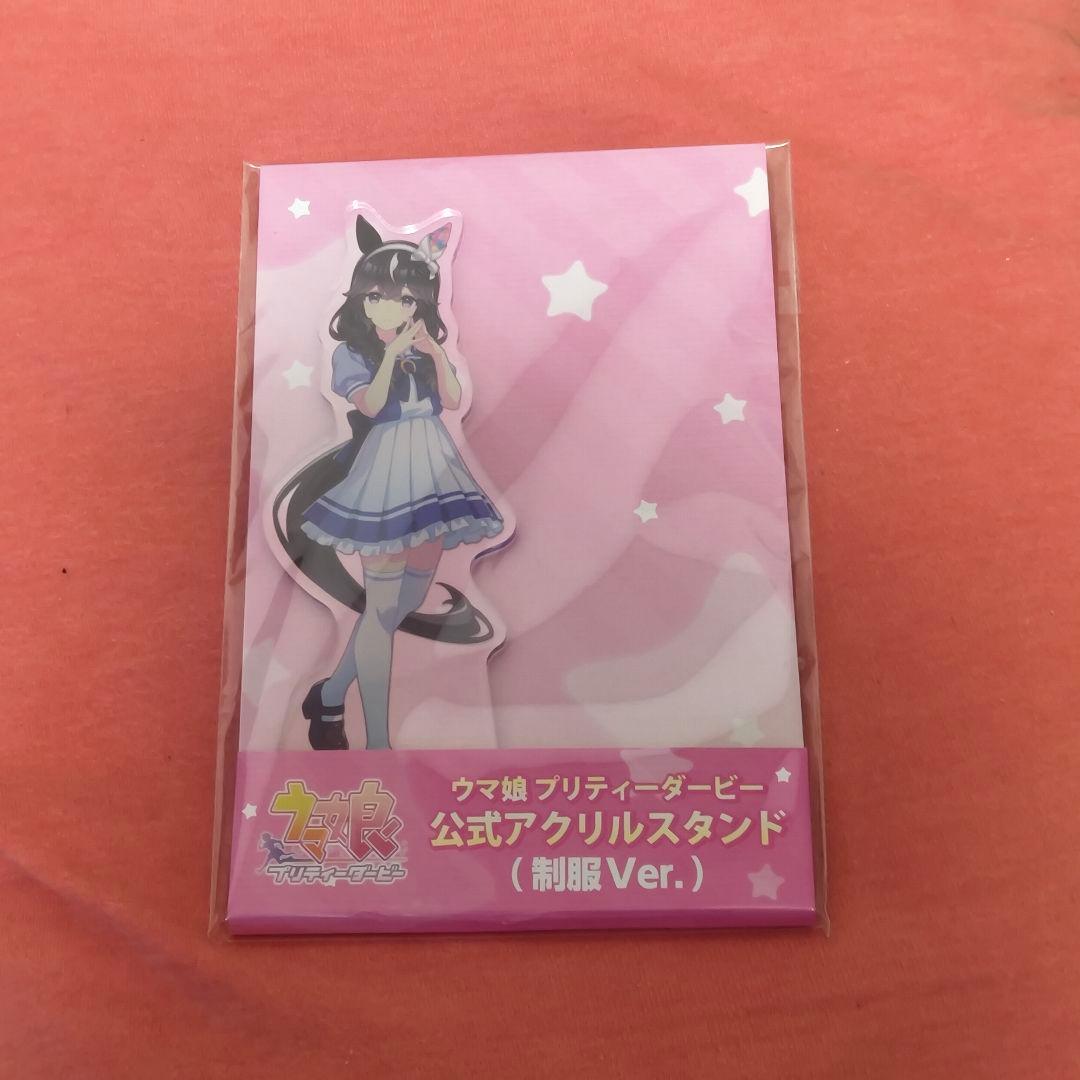 ウマ娘
プリティーダービー
ウマ娘 プリティーダービー
公式アクリルスタンド
(制服Ver.)